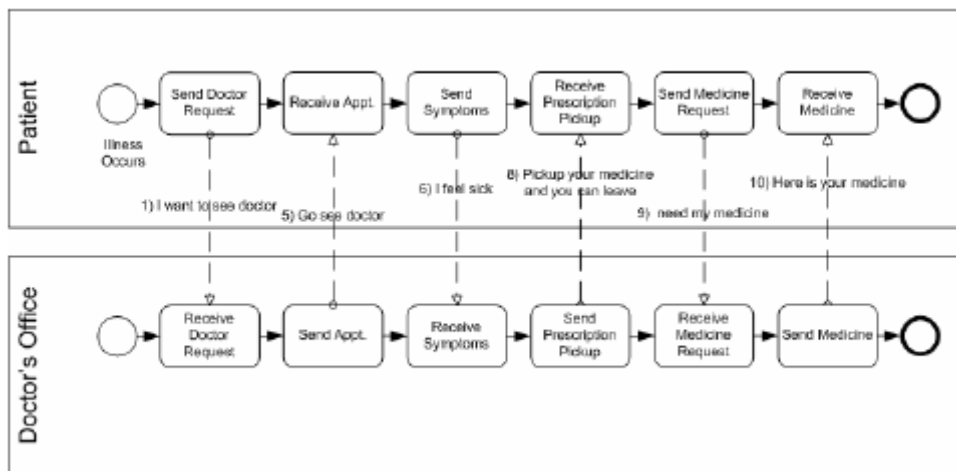 Patient
Send Doctor
Request
Receive Appt.
Send
Symptoms
Receive
Prescription
Pickup
Send Medicine
Request
Receive
Medicine
Illness
Occurs
1) I want to see doctor
5) Go see doctor
6) I feel sick
8) Pickup your medicine
and you can leave
9) need my medicine
10) Here is your medicine
Doctor's Office
Receive
Doctor
Request
Send Appt.
Receive
Symptoms
Send
Prescription
Pickup
Receive
Medicine
Request
Send Medicine